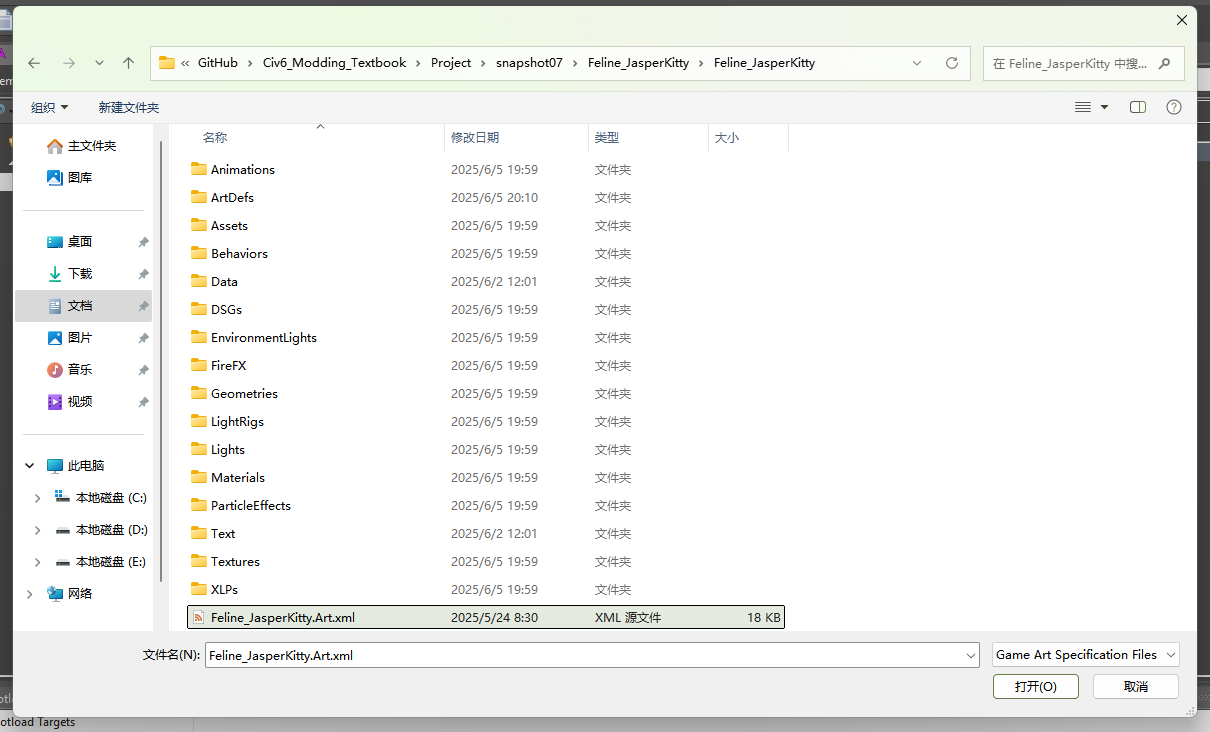 « GitHub › Civ6_Modding_Textbook › Project › snapshot07 › Feline_JasperKitty › Feline_JasperKitty
在 Feline_JasperKitty 中搜...
组织 新建文件夹
主文件夹
图库
桌面
下载
文档
图片
音乐
视频
此电脑
本地磁盘 (C:)
本地磁盘 (D:)
本地磁盘 (E:)
网络
名称 修改日期 类型 大小
Animations 2025/6/5 19:59 文件夹
ArtDefs 2025/6/5 20:10 文件夹
Assets 2025/6/5 19:59 文件夹
Behaviors 2025/6/5 19:59 文件夹
Data 2025/6/2 12:01 文件夹
DSGs 2025/6/5 19:59 文件夹
EnvironmentLights 2025/6/5 19:59 文件夹
FireFX 2025/6/5 19:59 文件夹
Geometries 2025/6/5 19:59 文件夹
LightRigs 2025/6/5 19:59 文件夹
Lights 2025/6/5 19:59 文件夹
Materials 2025/6/5 19:59 文件夹
ParticleEffects 2025/6/5 19:59 文件夹
Text 2025/6/2 12:01 文件夹
Textures 2025/6/5 19:59 文件夹
XLPs 2025/6/5 19:59 文件夹
Feline_JasperKitty.Art.xml 2025/5/24 8:30 XML 源文件 18 KB
文件名(N): Feline_JasperKitty.Art.xml Game Art Specification Files
打开(O) 取消
otload Targets